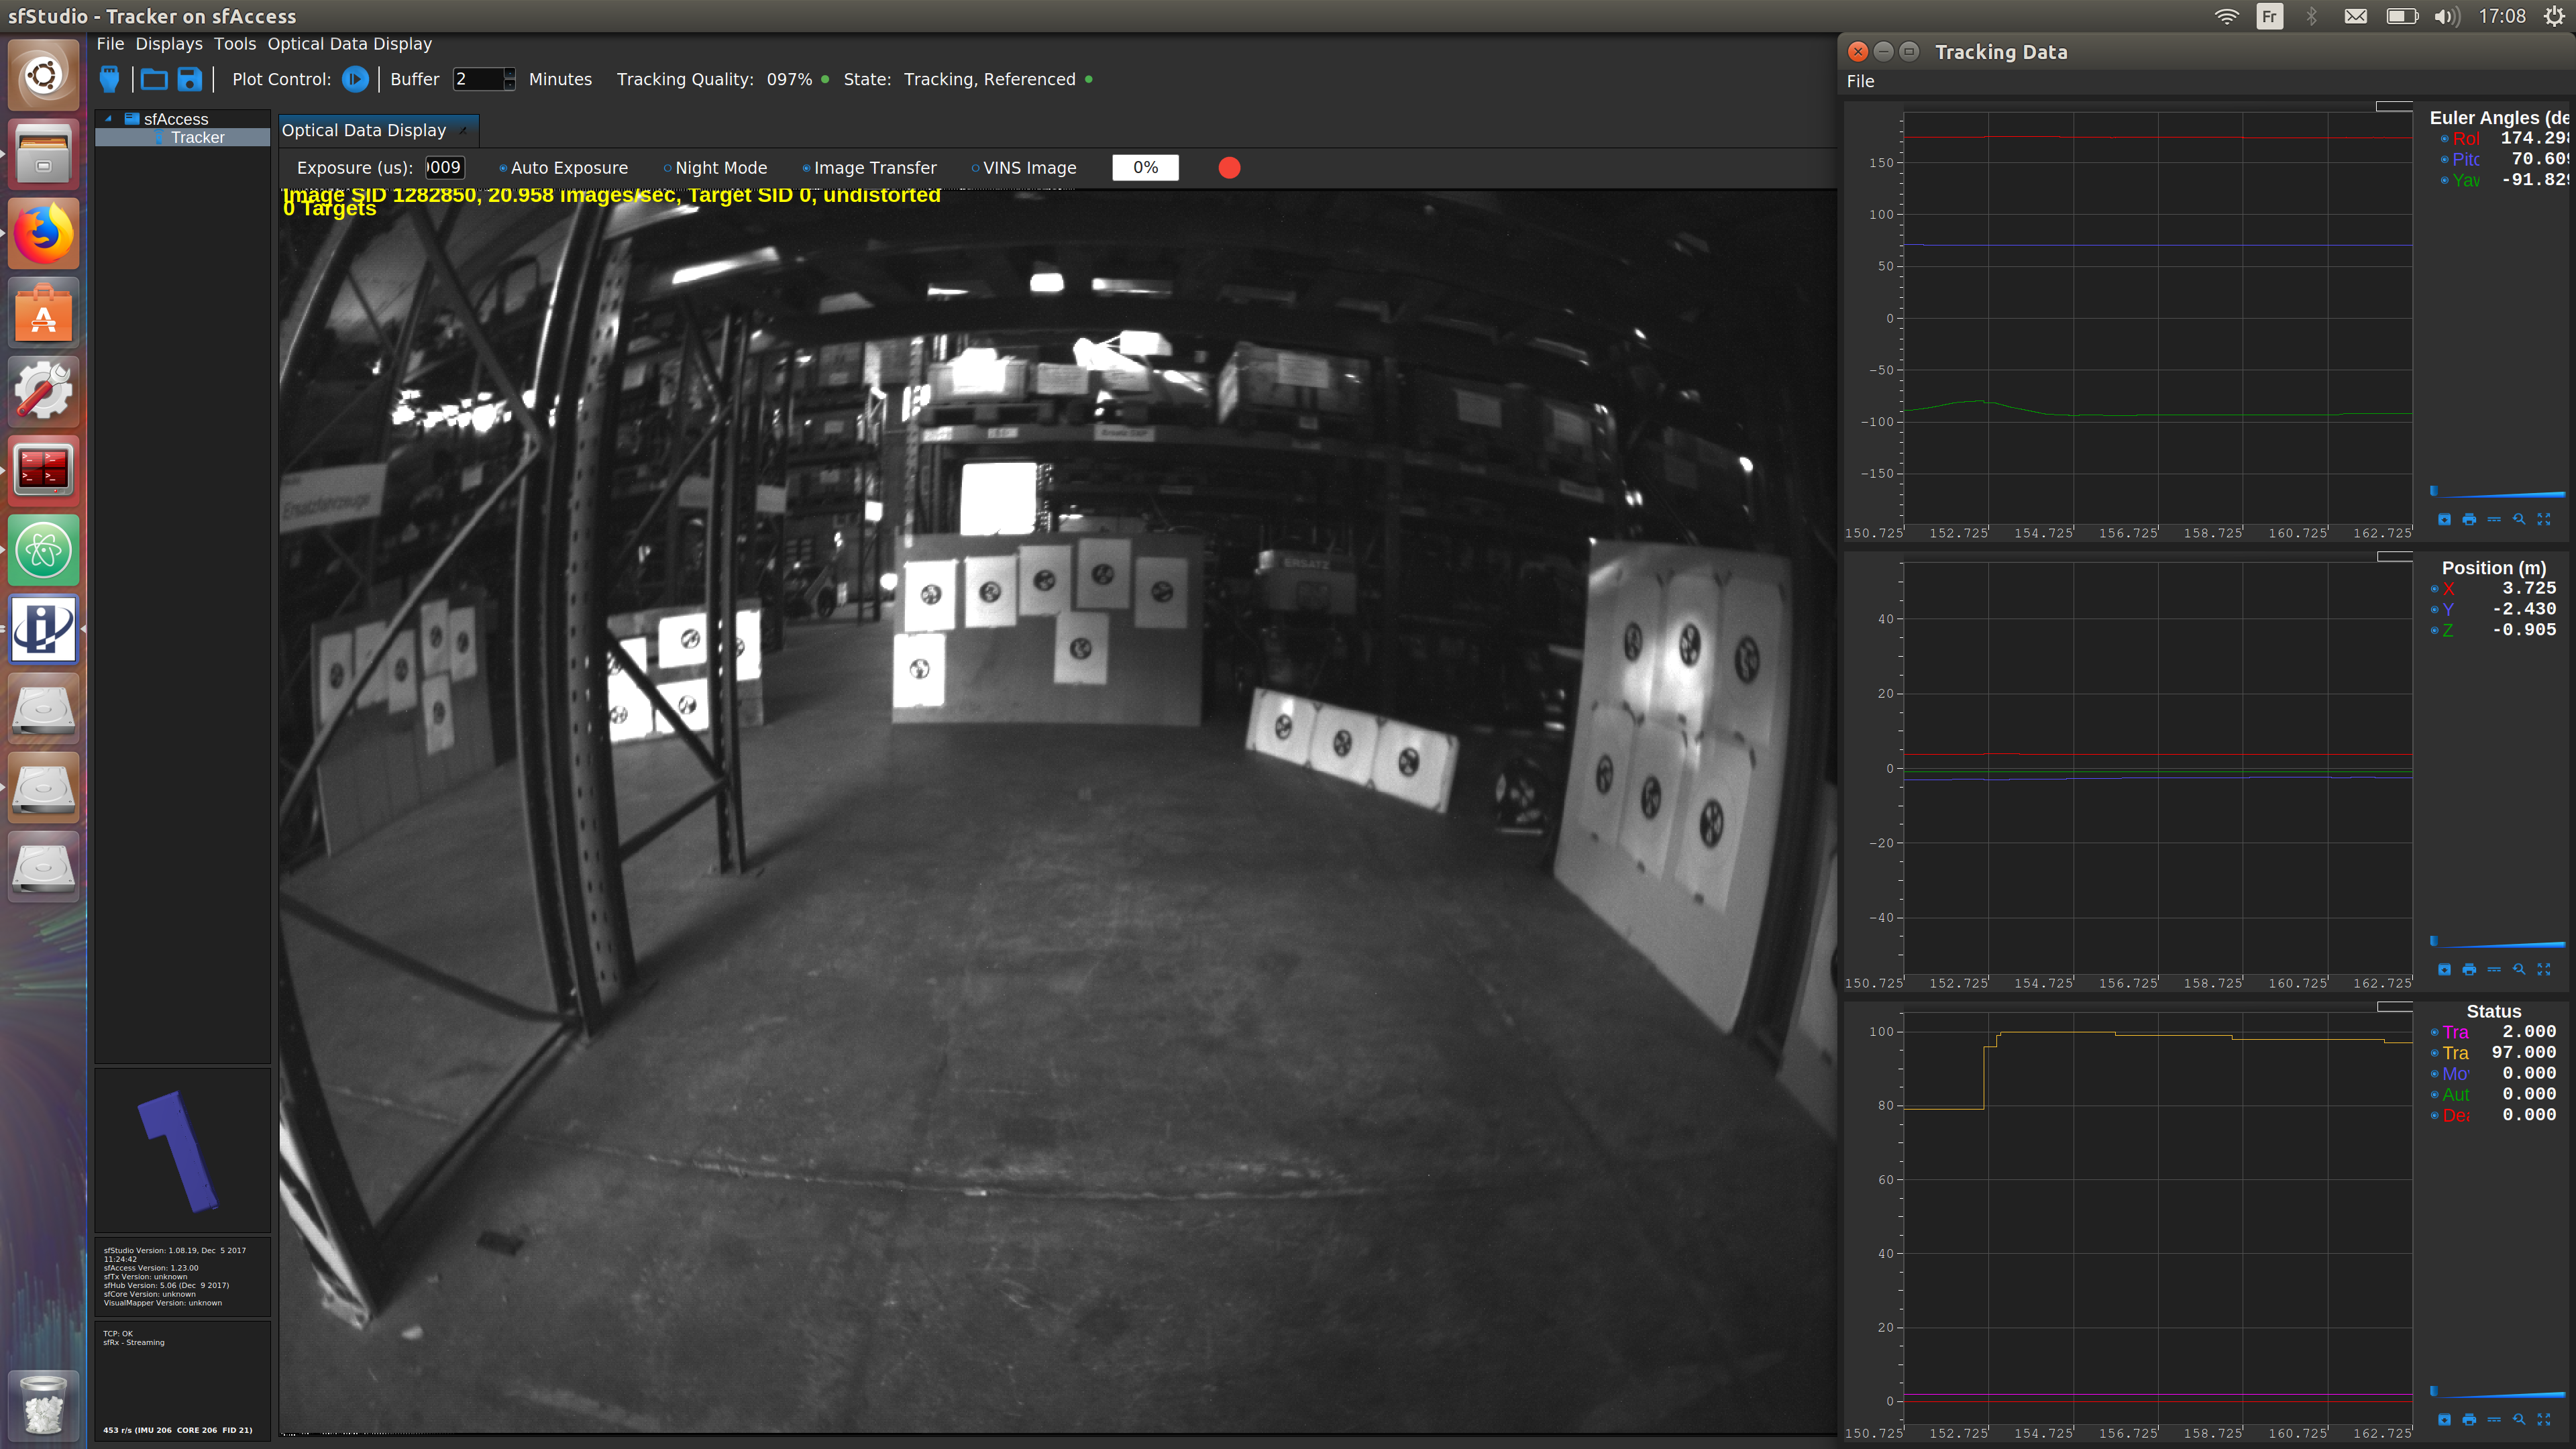 sfStudio - Tracker on sfAccess
Fr
17:08
File Displays Tools Optical Data Display
Plot Control:
Buffer 2 Minutes
Tracking Quality: 097%
State: Tracking, Referenced
sfAccess
Tracker
Optical Data Display
Exposure (us): 009
Auto Exposure
Night Mode
Image Transfer
VINS Image
0%
Image SID 1282850, 20.958 Images/sec, Target SID 0, undistorted
0 Targets
Ersatzfahrzeuge
ERSATZ
sfStudio Version: 1.08.19, Dec 5 2017
11:24:42
sfAccess Version: 1.23.00
sfTx Version: unknown
sfHub Version: 5.06 (Dec 9 2017)
sfCore Version: unknown
VisualMapper Version: unknown
TCP: OK
sfRx - Streaming
453 r/s (IMU 206 CORE 206 FID 21)
Tracking Data
File
Euler Angles (de
Rol 174.298
Pitc 70.609
Yaw -91.829
150
100
50
0
-50
-100
-150
150.725 152.725 154.725 156.725 158.725 160.725 162.725
Position (m)
X 3.725
Y -2.430
Z -0.905
40
20
0
-20
-40
150.725 152.725 154.725 156.725 158.725 160.725 162.725
Status
Tra 2.000
Tra 97.000
Mo 0.000
Aut 0.000
Dea 0.000
100
80
60
40
20
0
150.725 152.725 154.725 156.725 158.725 160.725 162.725